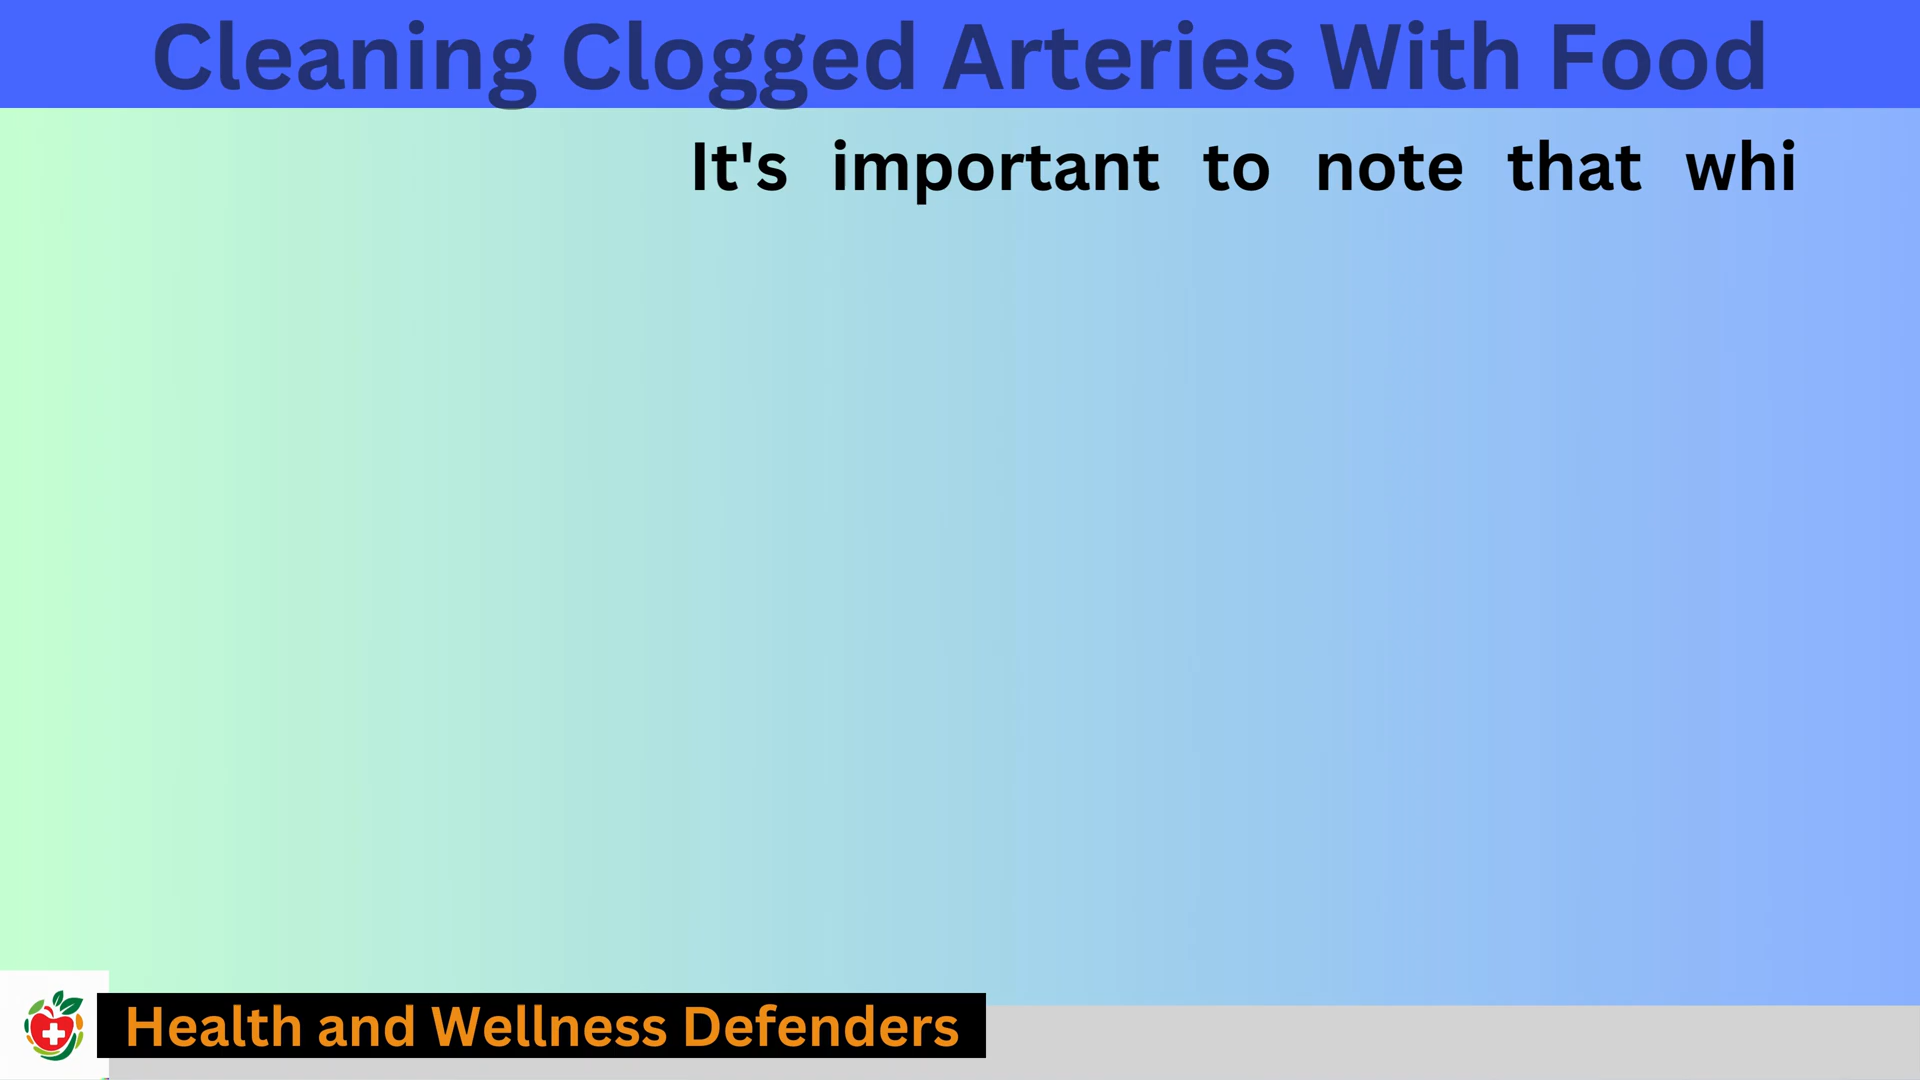 Cleaning Clogged Arteries With Food
It's important to note that whi
Health and Wellness Defenders